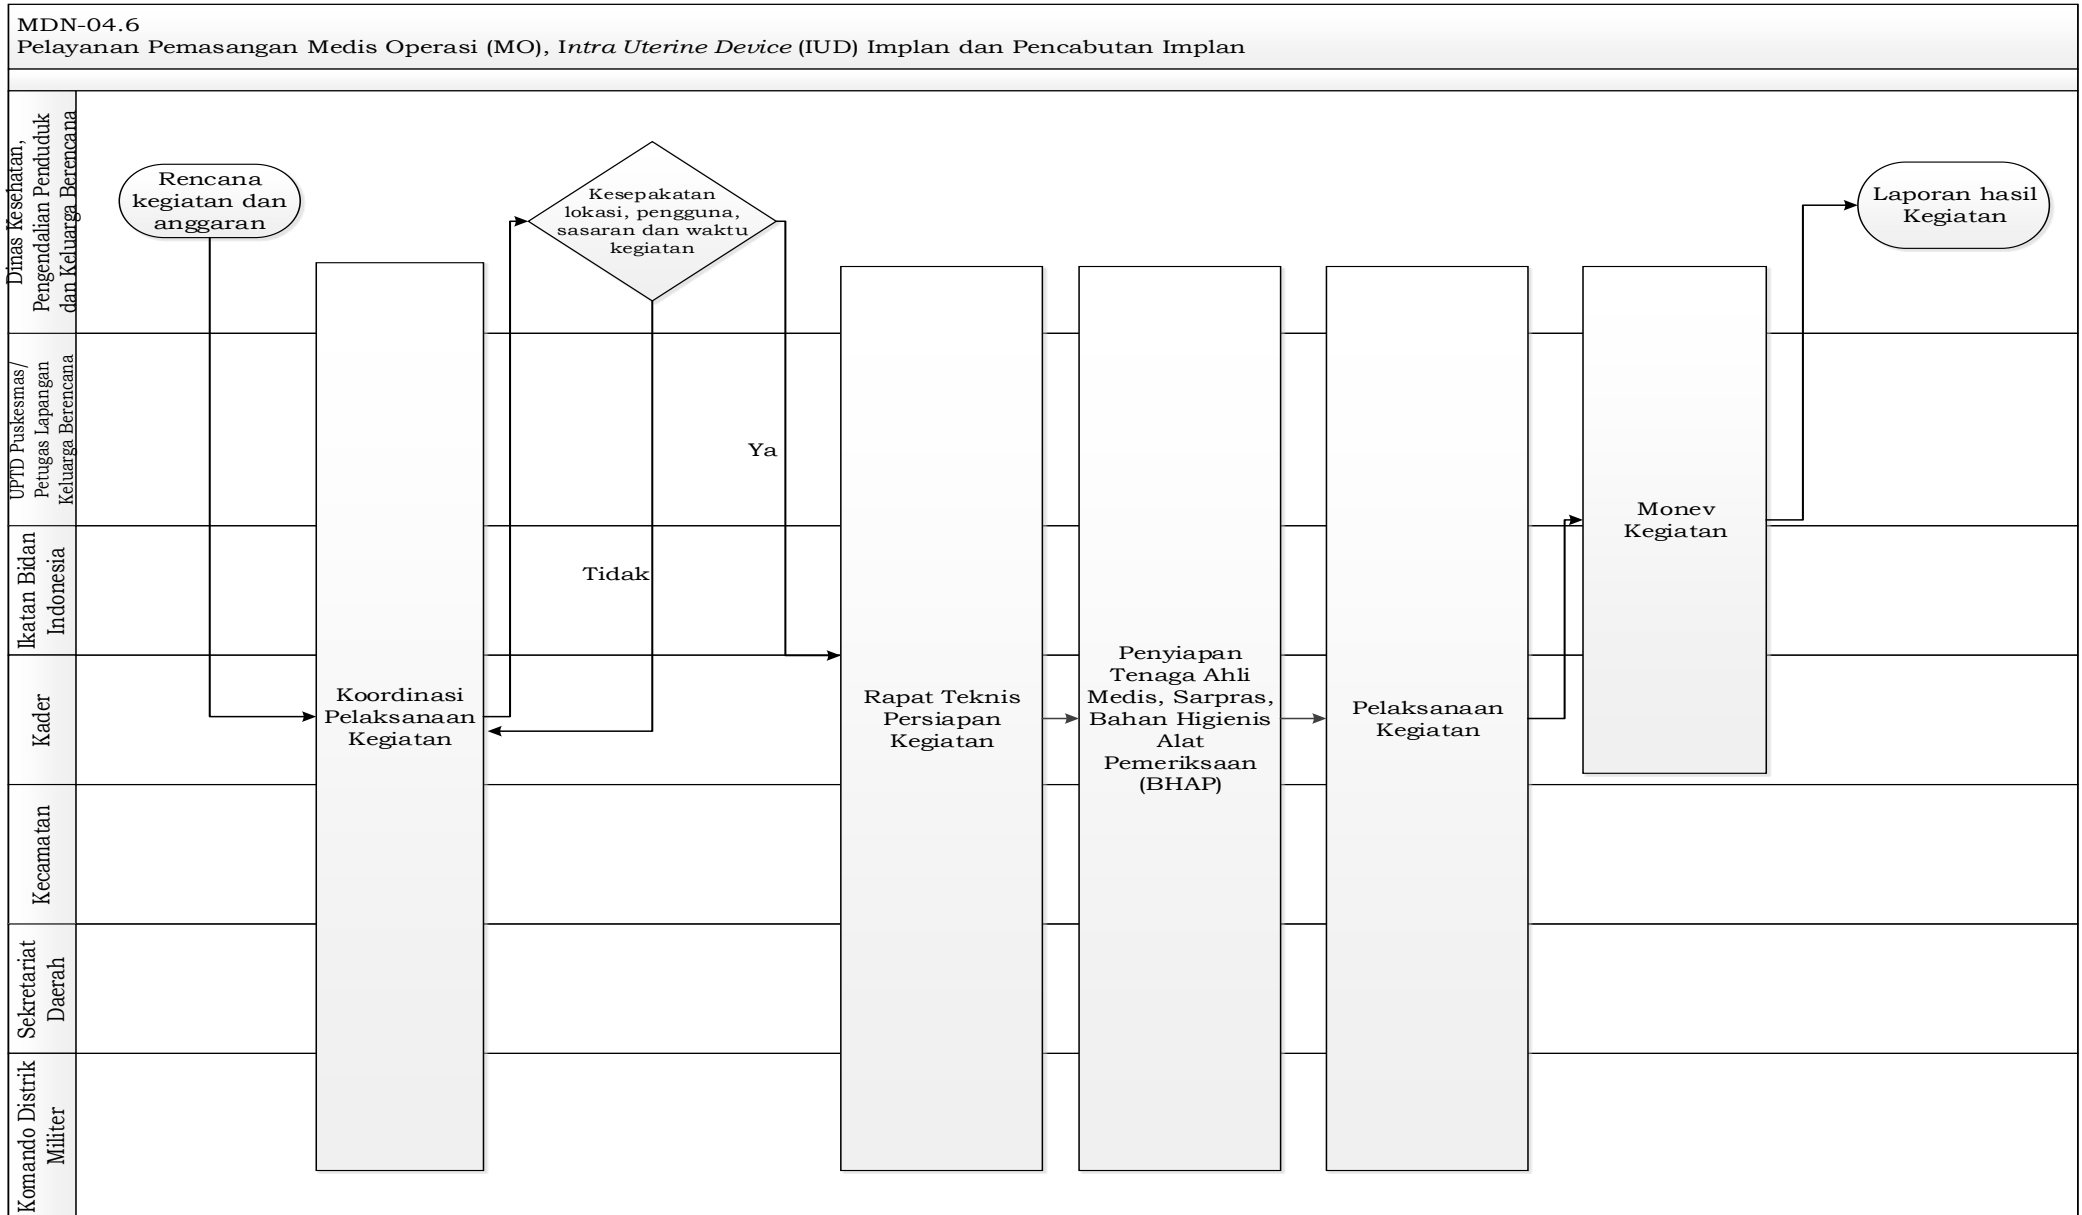 MDN-04.6
Pelayanan Pemasangan Medis Operasi (MO), Intra Uterine Device (IUD) Implan dan Pencabutan Implan
Dinas Kesehatan,
Pengendalian Penduduk
dan Keluarga Berencana
Rencana
kegiatan dan
anggaran
Kesepakatan
lokasi, pengguna,
sasaran dan waktu
kegiatan
Laporan hasil
Kegiatan
UPTD Puskesmas/
Petugas Lapangan
Keluarga Berencana
Ya
Monev
Kegiatan
Ikatan Bidan
Indonesia
Tidak
Kader
Koordinasi
Pelaksanaan
Kegiatan
Rapat Teknis
Persiapan
Kegiatan
Penyiapan
Tenaga Ahli
Medis, Sarpras,
Bahan Higienis
Alat
Pemeriksaan
(BHAP)
Pelaksanaan
Kegiatan
Kecamatan
Sekretariat
Daerah
Komando Distrik
Militer